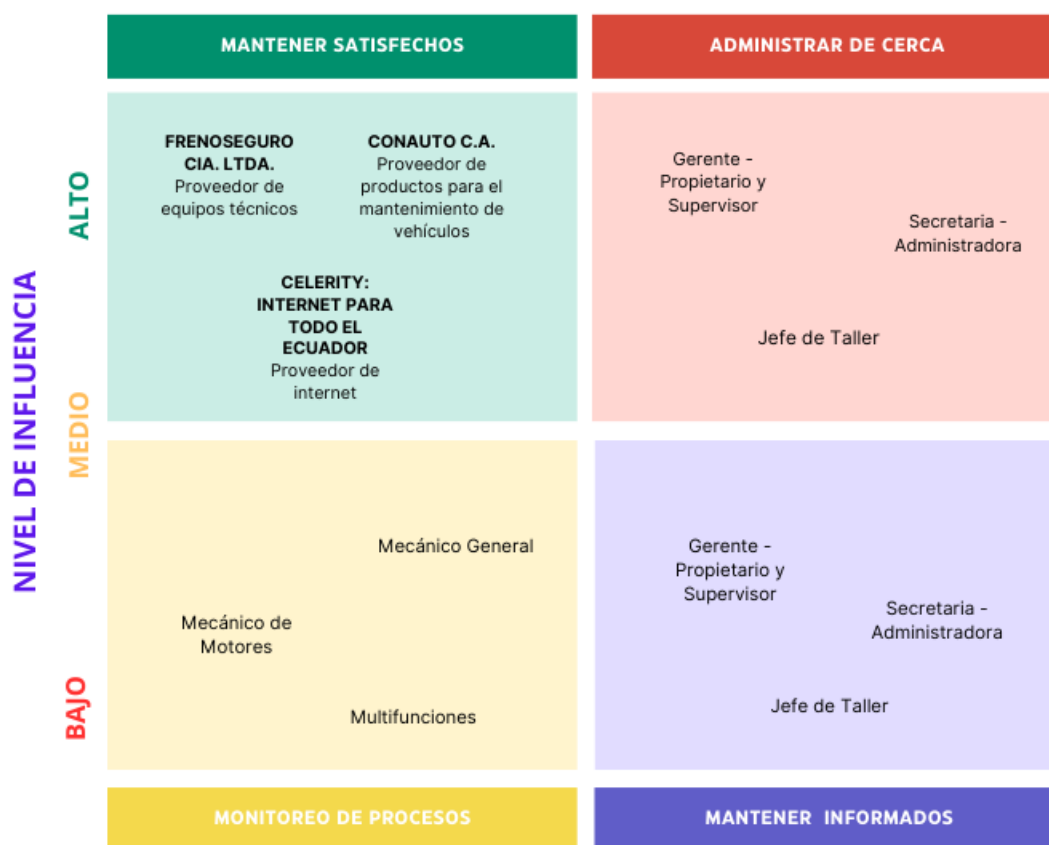 MANTENER SATISFECHOS
ADMINISTRAR DE CERCA
NIVEL DE INFLUENCIA
ALTO
MEDIO
BAJO
FRENOSEGURO
CIA. LTDA.
Proveedor de
equipos técnicos
CONAUTO C.A.
Proveedor de
productos para el
mantenimiento de
vehículos
CELERITY:
INTERNET PARA
TODO EL
ECUADOR
Proveedor de
internet
Gerente -
Propietario y
Supervisor
Secretaria -
Administradora
Jefe de Taller
Mecánico General
Mecánico de
Motores
Multifunciones
Gerente -
Propietario y
Supervisor
Secretaria -
Administradora
Jefe de Taller
MONITOREO DE PROCESOS
MANTENER INFORMADOS